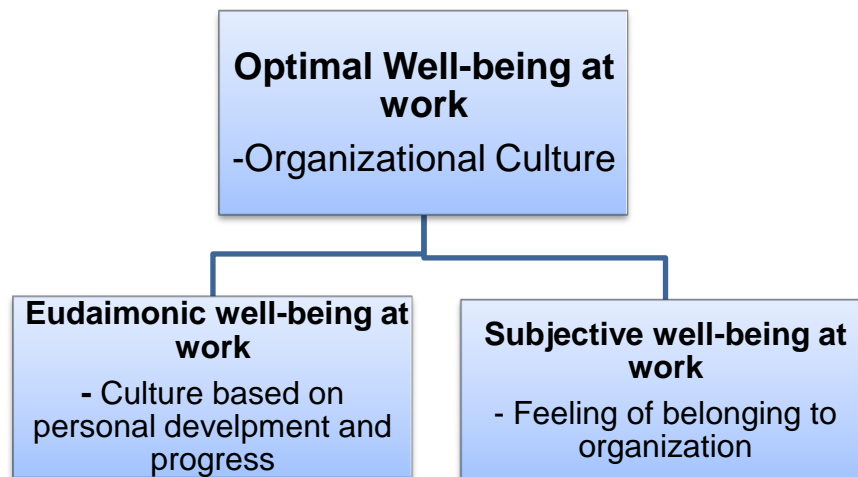 Optimal Well-being at
work
-Organizational Culture
Eudaimonic well-being at
work
- Culture based on
personal develpment and
progress
Subjective well-being at
work
- Feeling of belonging to
organization